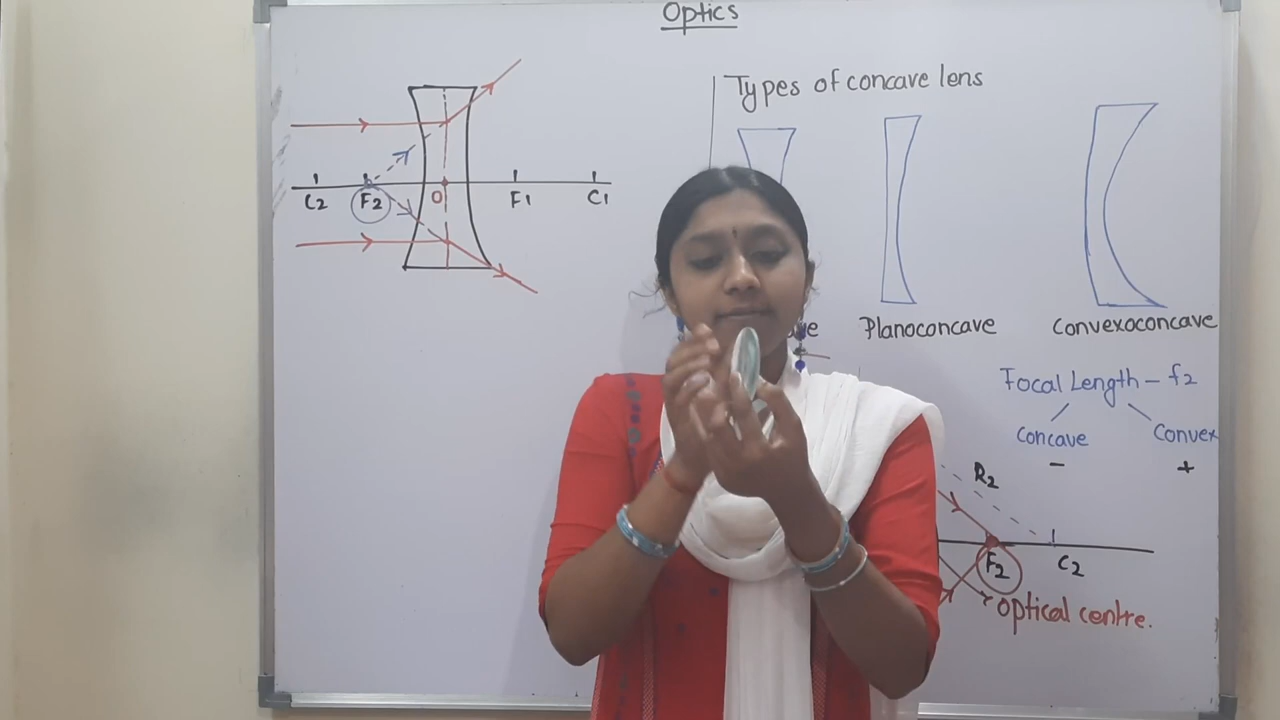 Optics
C2 F2 O F1 C1
Types of concave lens
Planoconcave
Convexoconcave
Focal Length - f2
Concave Convex
- +
R2
F2 C2
optical centre.